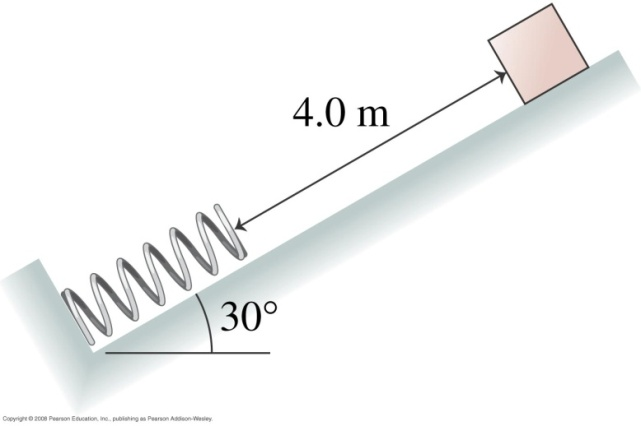 4.0 m
30°
Copyright © 2008 Pearson Education, Inc., publishing as Pearson Addison-Wesley.